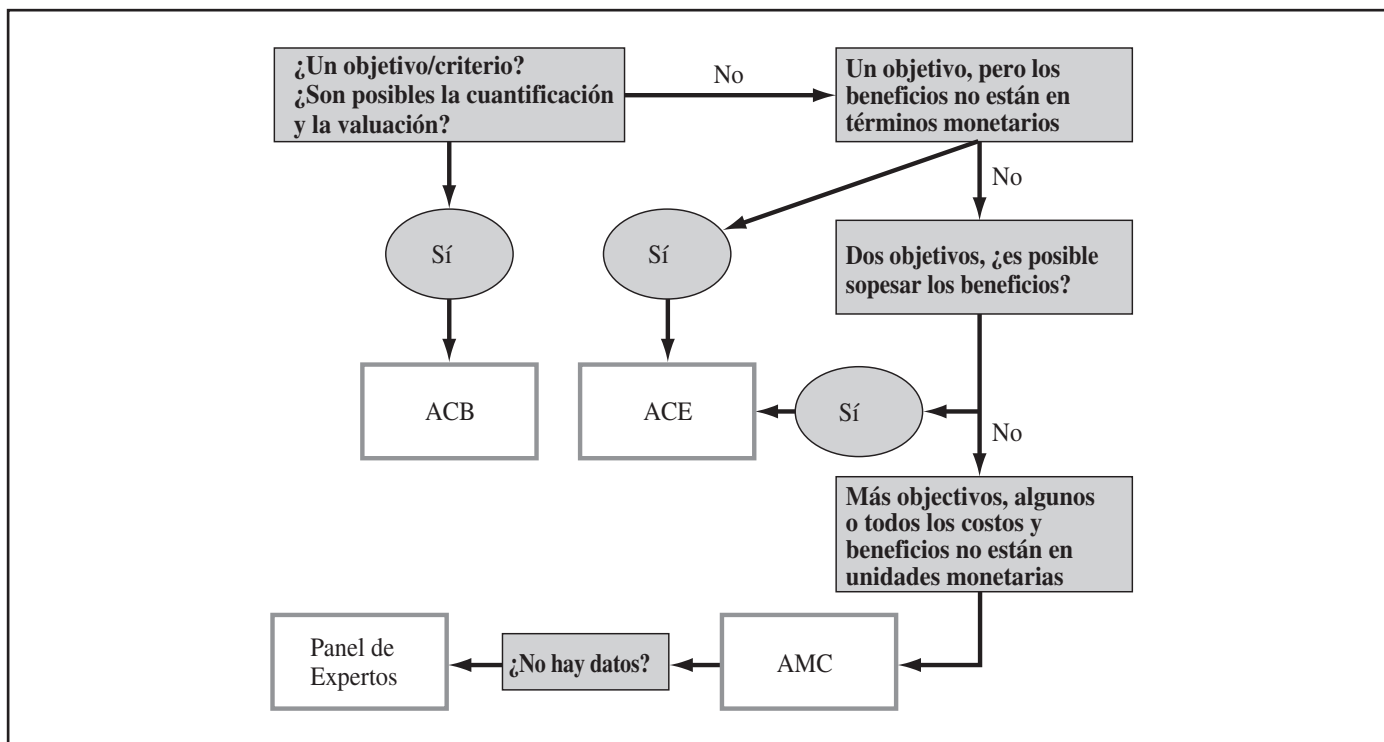 ¿Un objetivo/criterio?
¿Son posibles la cuantificación
y la valuación?
No
Un objetivo, pero los
beneficios no están en
términos monetarios
No
Sí
Sí
Dos objetivos, ¿es posible
sopesar los beneficios?
ACB
ACE
Sí
No
Más objectivos, algunos
o todos los costos y
beneficios no están en
unidades monetarias
Panel de
Expertos
¿No hay datos?
AMC